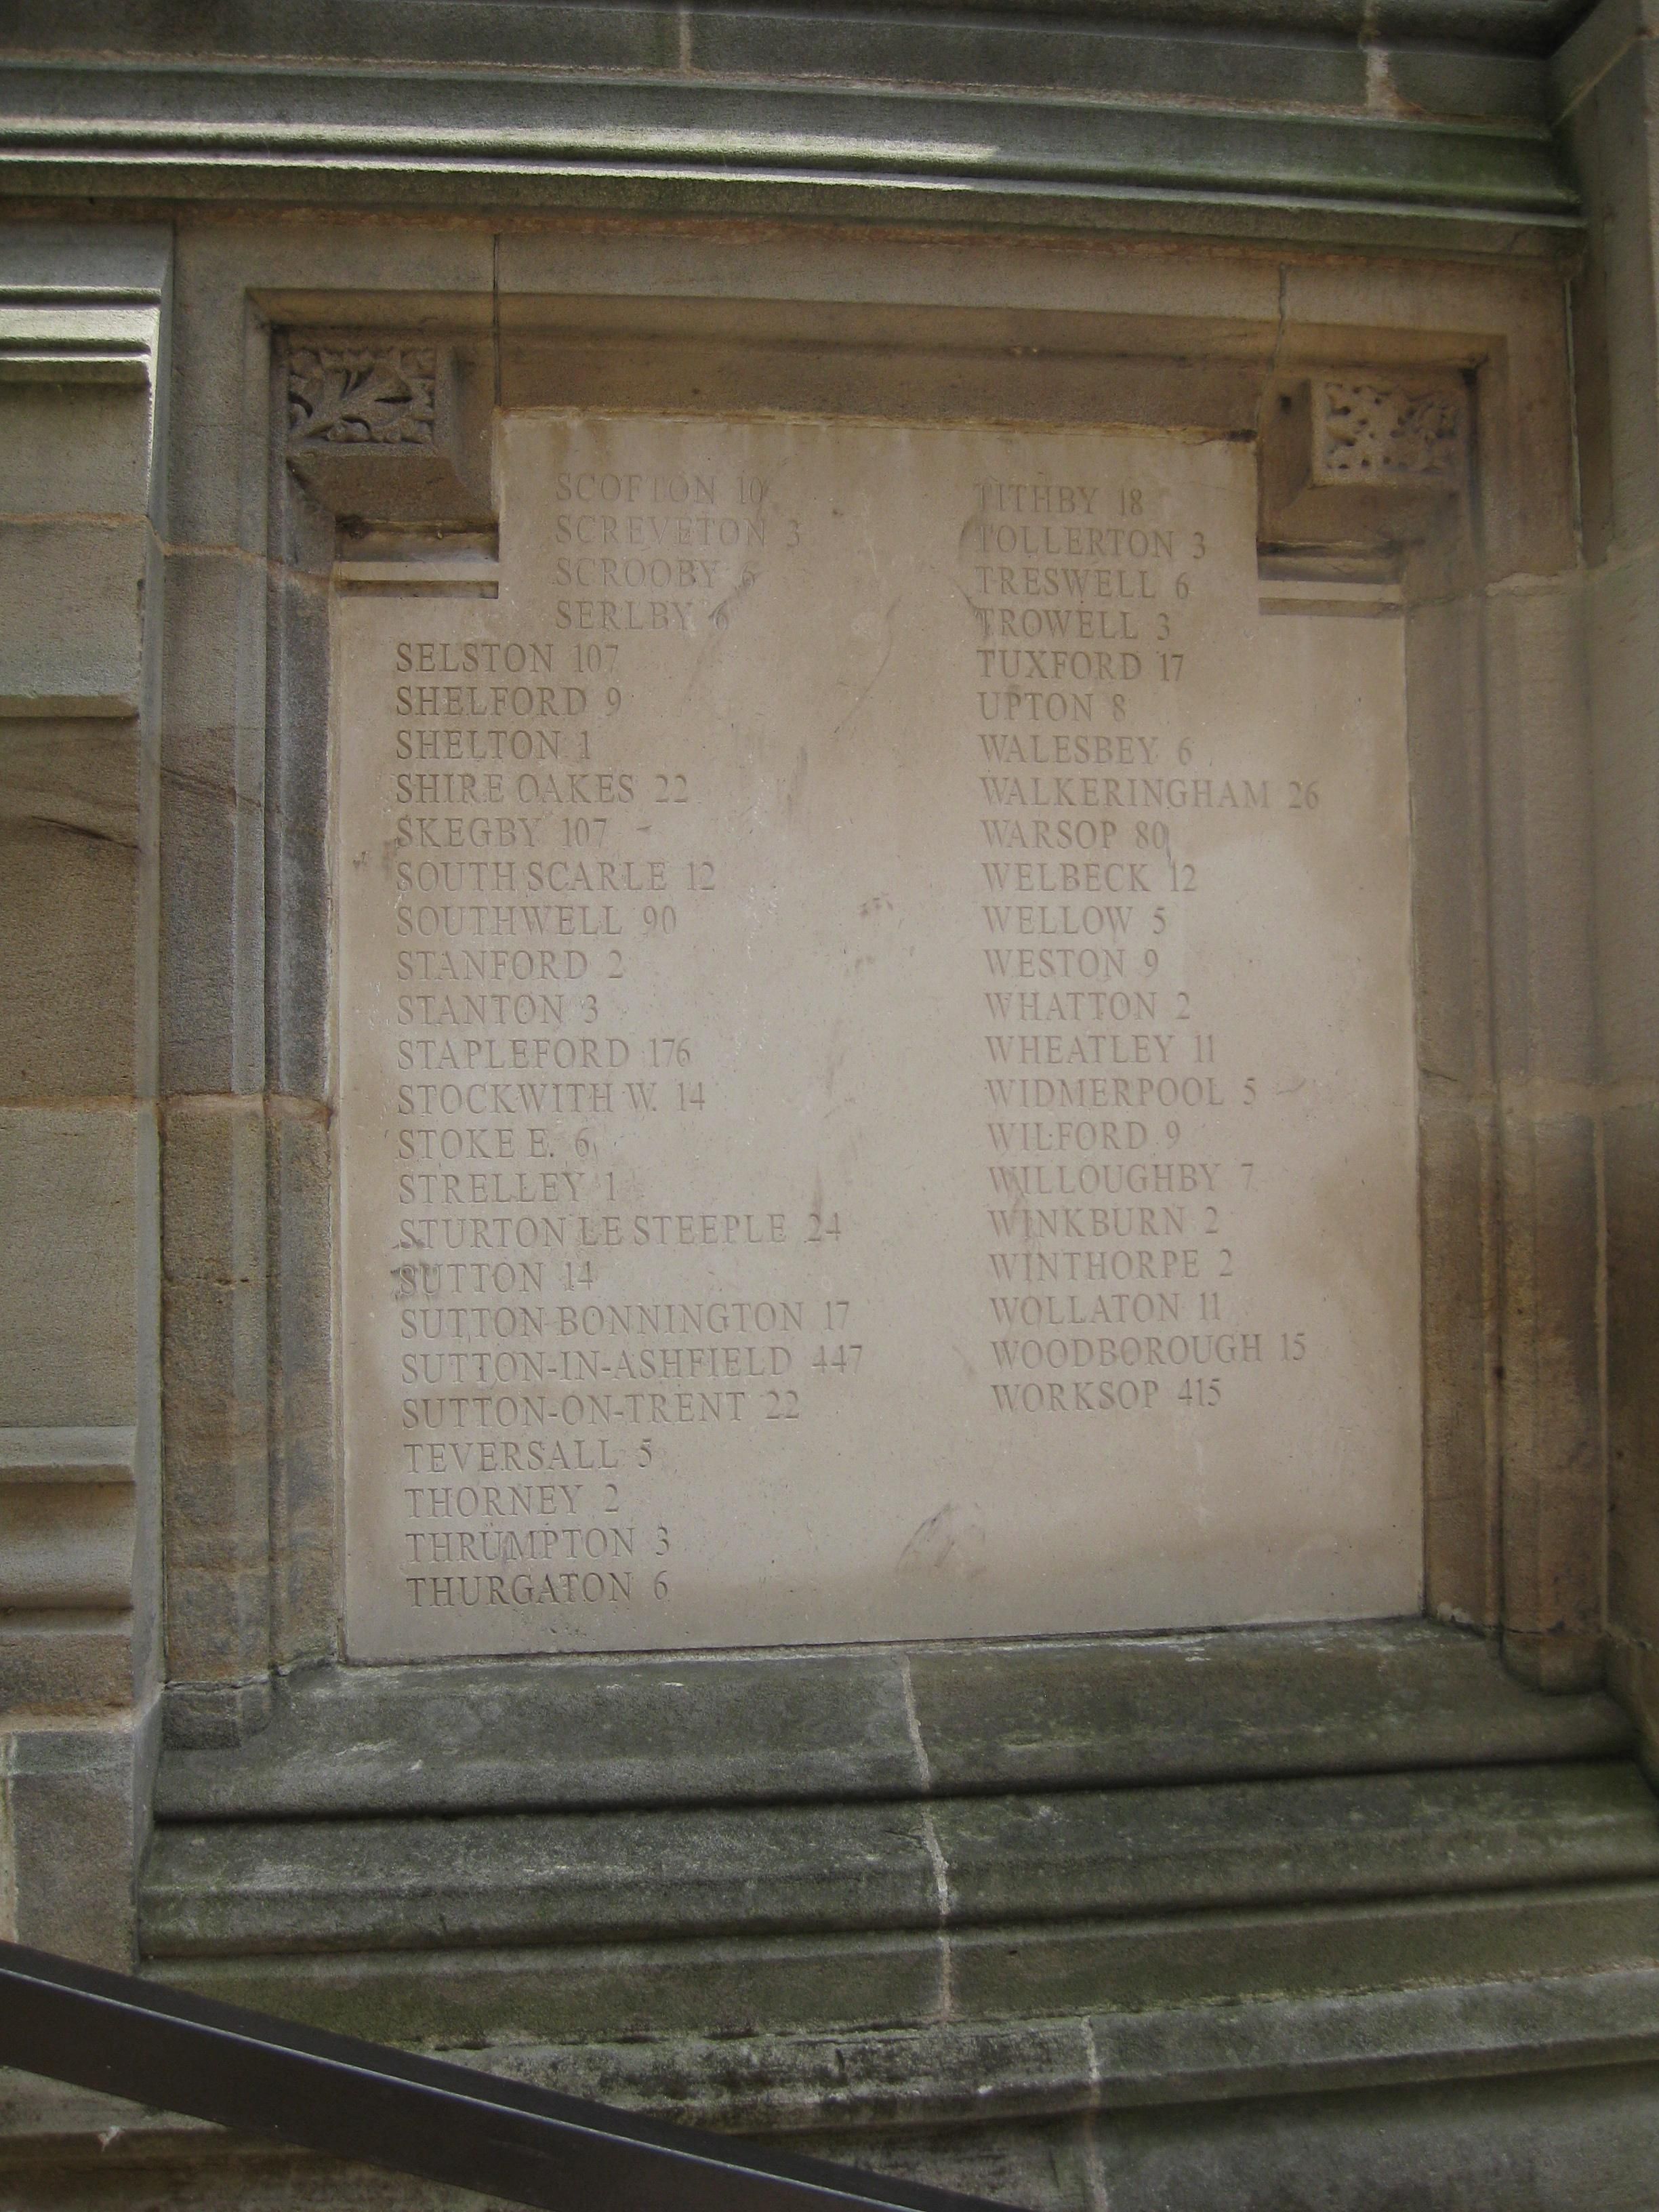 SCOFTON 10
SCREVETON 3
SCROOBY 6
SERLBY 6
SELSTON 107
SHELFORD 9
SHELTON 1
SHIRE OAKES 22
SKEGBY 107
SOUTH SCARLE 12
SOUTHWELL 90
STANFORD 2
STANTON 3
STAPLEFORD 176
STOCKWITH W. 14
STOKE E. 6
STRELLEY 1
STURTON LE STEEPLE 24
SUTTON 14
SUTTON BONNINGTON 17
SUTTON-IN-ASHFIELD 447
SUTTON-ON-TRENT 22
TEVERSALL 5
THORNEY 2
THRUMPTON 3
THURGATON 6
TITHBY 18
TOLLERTON 3
TRESWELL 6
TROWELL 3
TUXFORD 17
UPTON 8
WALESBEY 6
WALKERINGHAM 26
WARSOP 80
WELBECK 12
WELLOW 5
WESTON 9
WHATTON 2
WHEATLEY 11
WIDMERPOOL 5
WILFORD 9
WILLOUGHBY 7
WINKBURN 2
WINTHORPE 2
WOLLATON 11
WOODBOROUGH 15
WORKSOP 415